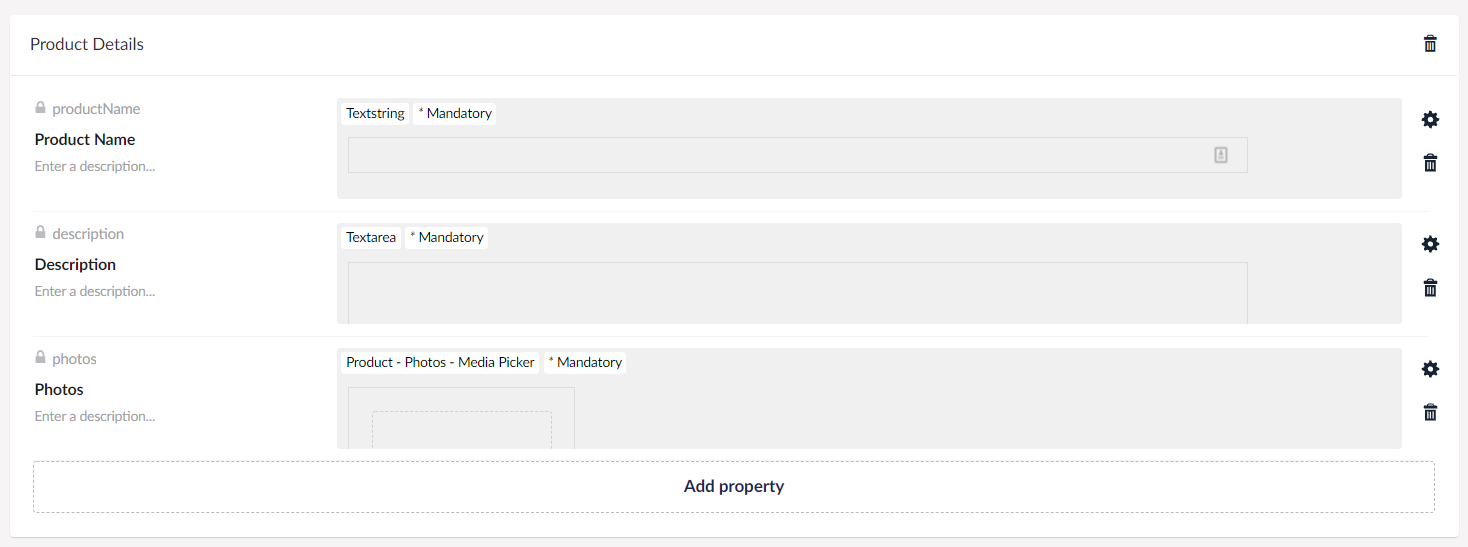 Product Details
productName
Product Name
Enter a description...
Textstring * Mandatory
description
Description
Enter a description...
Textarea * Mandatory
photos
Photos
Enter a description...
Product - Photos - Media Picker * Mandatory
Add property